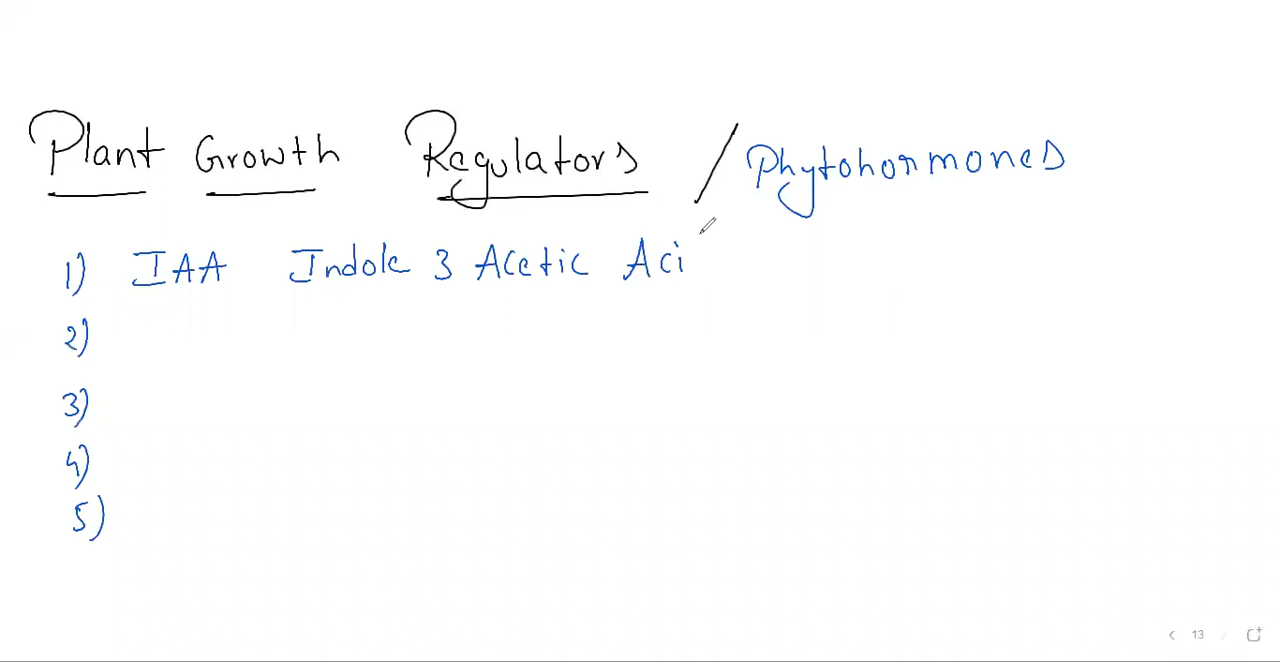 Plant Growth Regulators / Phytohormones
1) IAA Indole 3 Acetic Aci
2)
3)
4)
5)
13